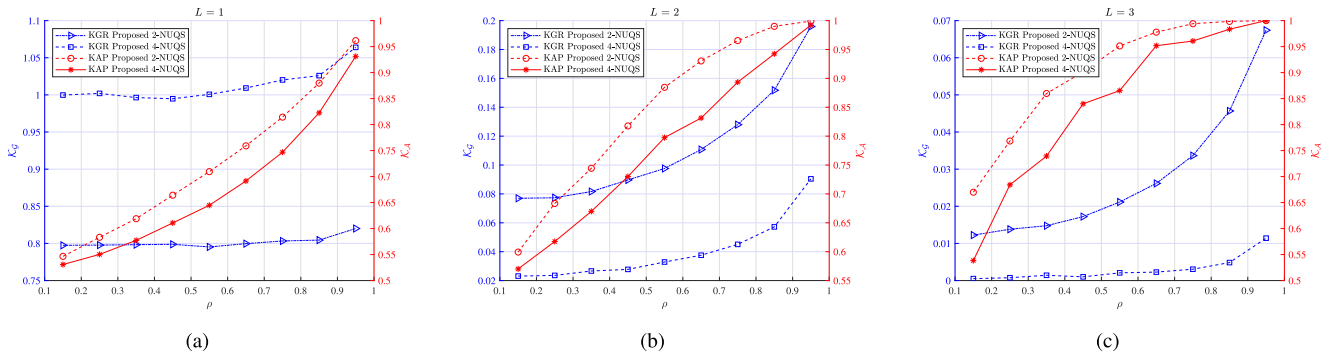 L = 1
KGR Proposed 2-NUQS
KGR Proposed 4-NUQS
KAP Proposed 2-NUQS
KAP Proposed 4-NUQS
1.1
1.05
1
0.95
0.9
0.85
0.8
0.75
𝒦_𝒢
1
0.95
0.9
0.85
0.8
0.75
0.7
0.65
0.6
0.55
0.5
𝒦_𝒜
0.1 0.2 0.3 0.4 0.5 0.6 0.7 0.8 0.9 1
ρ
(a)
L = 2
KGR Proposed 2-NUQS
KGR Proposed 4-NUQS
KAP Proposed 2-NUQS
KAP Proposed 4-NUQS
0.2
0.18
0.16
0.14
0.12
0.1
0.08
0.06
0.04
0.02
𝒦_𝒢
1
0.95
0.9
0.85
0.8
0.75
0.7
0.65
0.6
0.55
𝒦_𝒜
0.1 0.2 0.3 0.4 0.5 0.6 0.7 0.8 0.9 1
ρ
(b)
L = 3
KGR Proposed 2-NUQS
KGR Proposed 4-NUQS
KAP Proposed 2-NUQS
KAP Proposed 4-NUQS
0.07
0.06
0.05
0.04
0.03
0.02
0.01
0
𝒦_𝒢
1
0.95
0.9
0.85
0.8
0.75
0.7
0.65
0.6
0.55
0.5
𝒦_𝒜
0.1 0.2 0.3 0.4 0.5 0.6 0.7 0.8 0.9 1
ρ
(c)